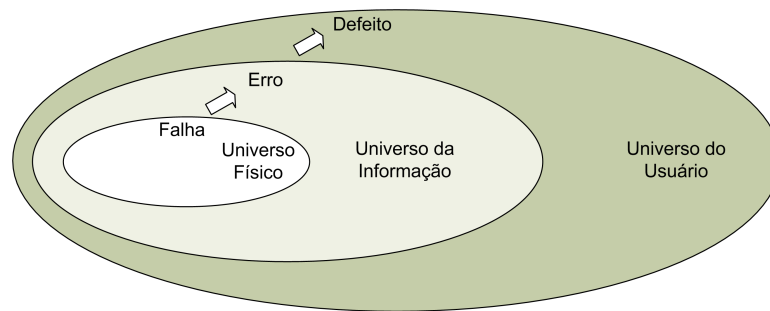 Defeito
Erro
Falha
Universo
Físico
Universo da
Informação
Universo do
Usuário